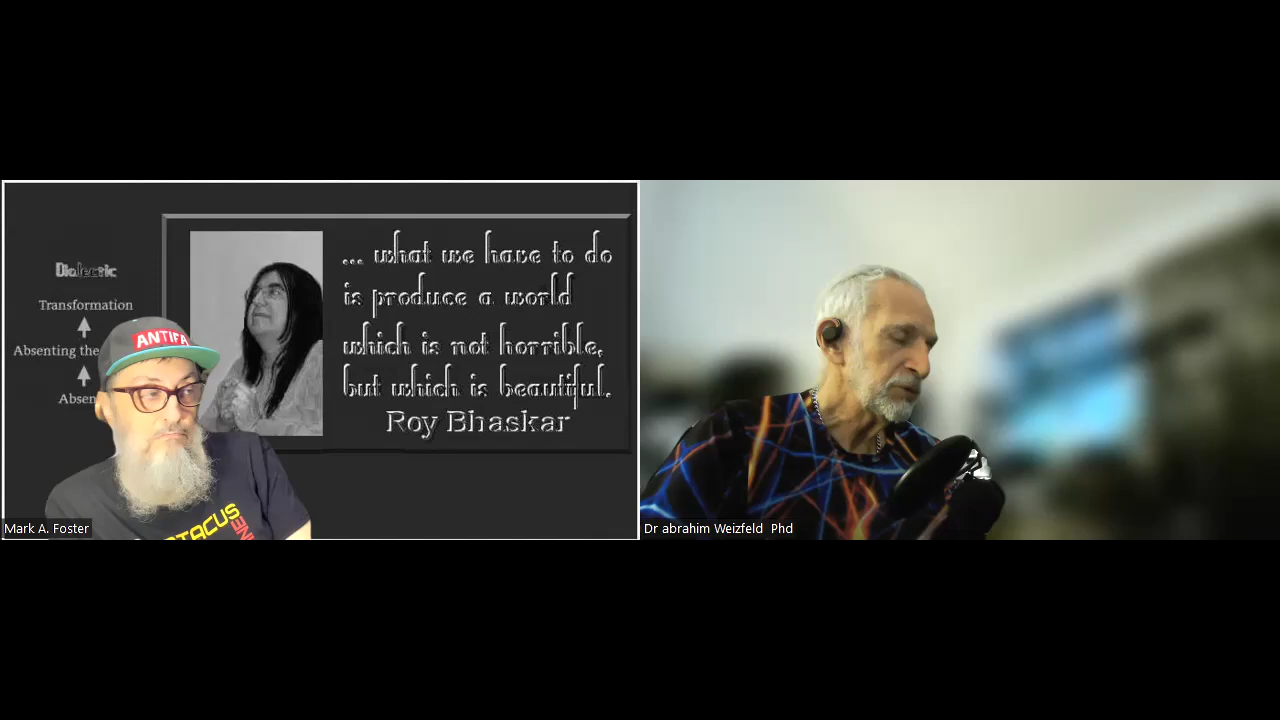 ... what we have to do
is produce a world
which is not horrible,
but which is beautiful.
Roy Bhaskar
Dialectic
Transformation
Absenting the
Absen
ANTIFA
TACUS
Mark A. Foster
Dr abrahim Weizfeld Phd